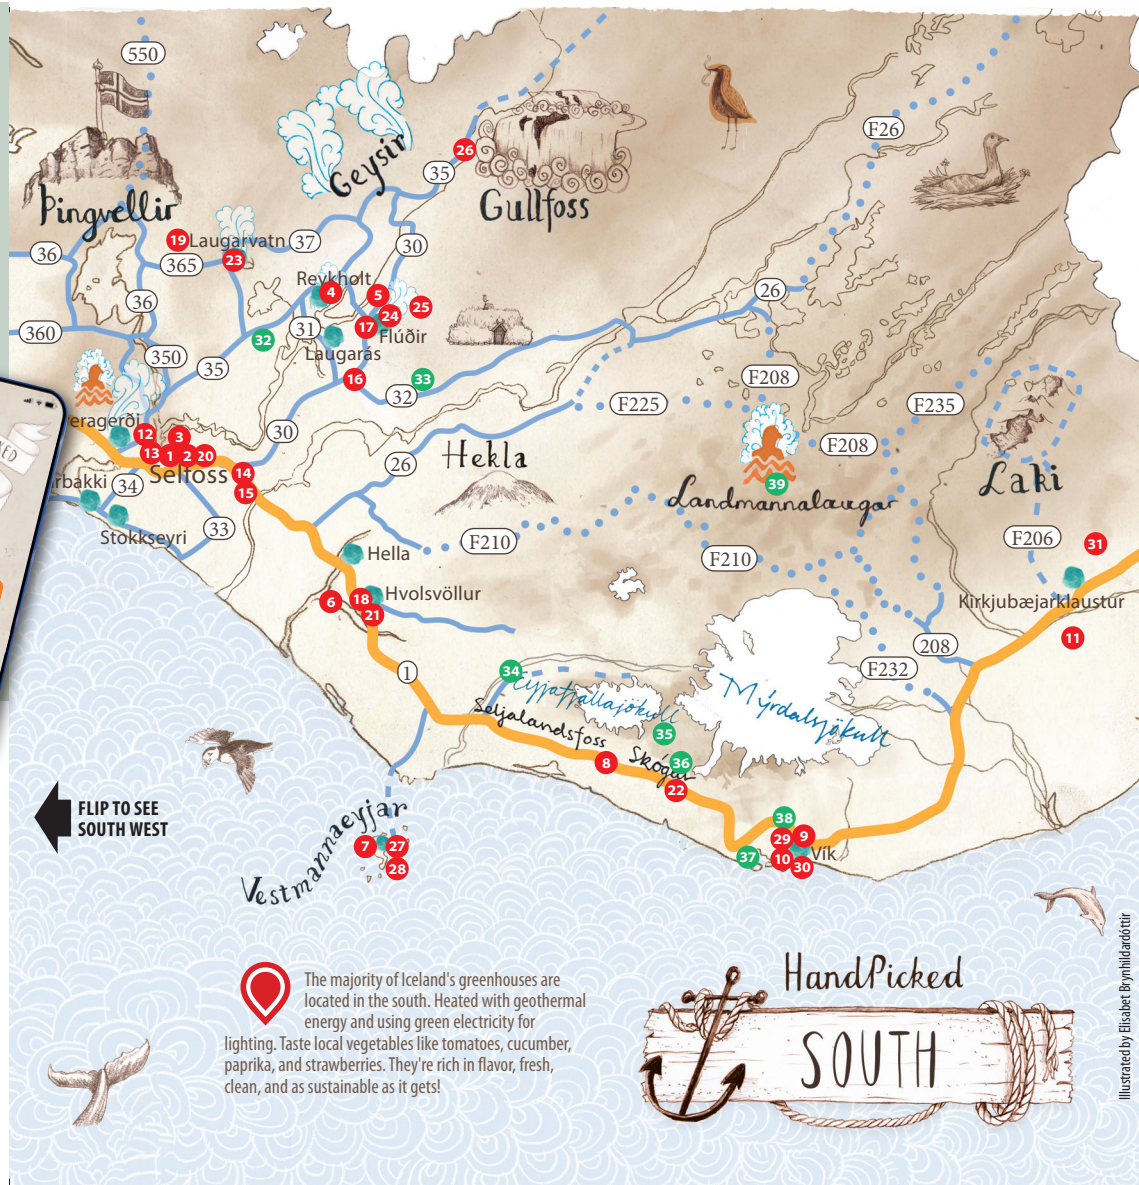 550
F26
26
35
Geysir
Gullfoss
Þingvellir
19
Laugarvatn
37
30
36
365
23
Reykholt
4
5
25
26
36
24
31
17
Flúðir
360
32
Laugarás
350
35
33
16
32
F208
F225
F235
30
12
3
F208
13
1
2
20
Selfoss
14
26
Hekla
Laki
15
34
39
Landmannalaugar
33
Stokkseyri
F206
31
F210
Hella
F210
Kirkjubæjarklaustur
6
18
Hvolsvöllur
21
11
208
1
34
F232
Eyjafjallajökull
Mýrdalsjökull
Seljalandsfoss
35
Skógar
36
8
22
FLIP TO SEE
SOUTH WEST
Vestmannaeyjar
38
29
9
7
27
37
10
Vík
30
28
The majority of Iceland's greenhouses are
located in the south. Heated with geothermal
energy and using green electricity for
lighting. Taste local vegetables like tomatoes, cucumber,
paprika, and strawberries. They're rich in flavor, fresh,
clean, and as sustainable as it gets!
HandPicked
SOUTH
Illustrated by Elisabet Brynhildardóttir